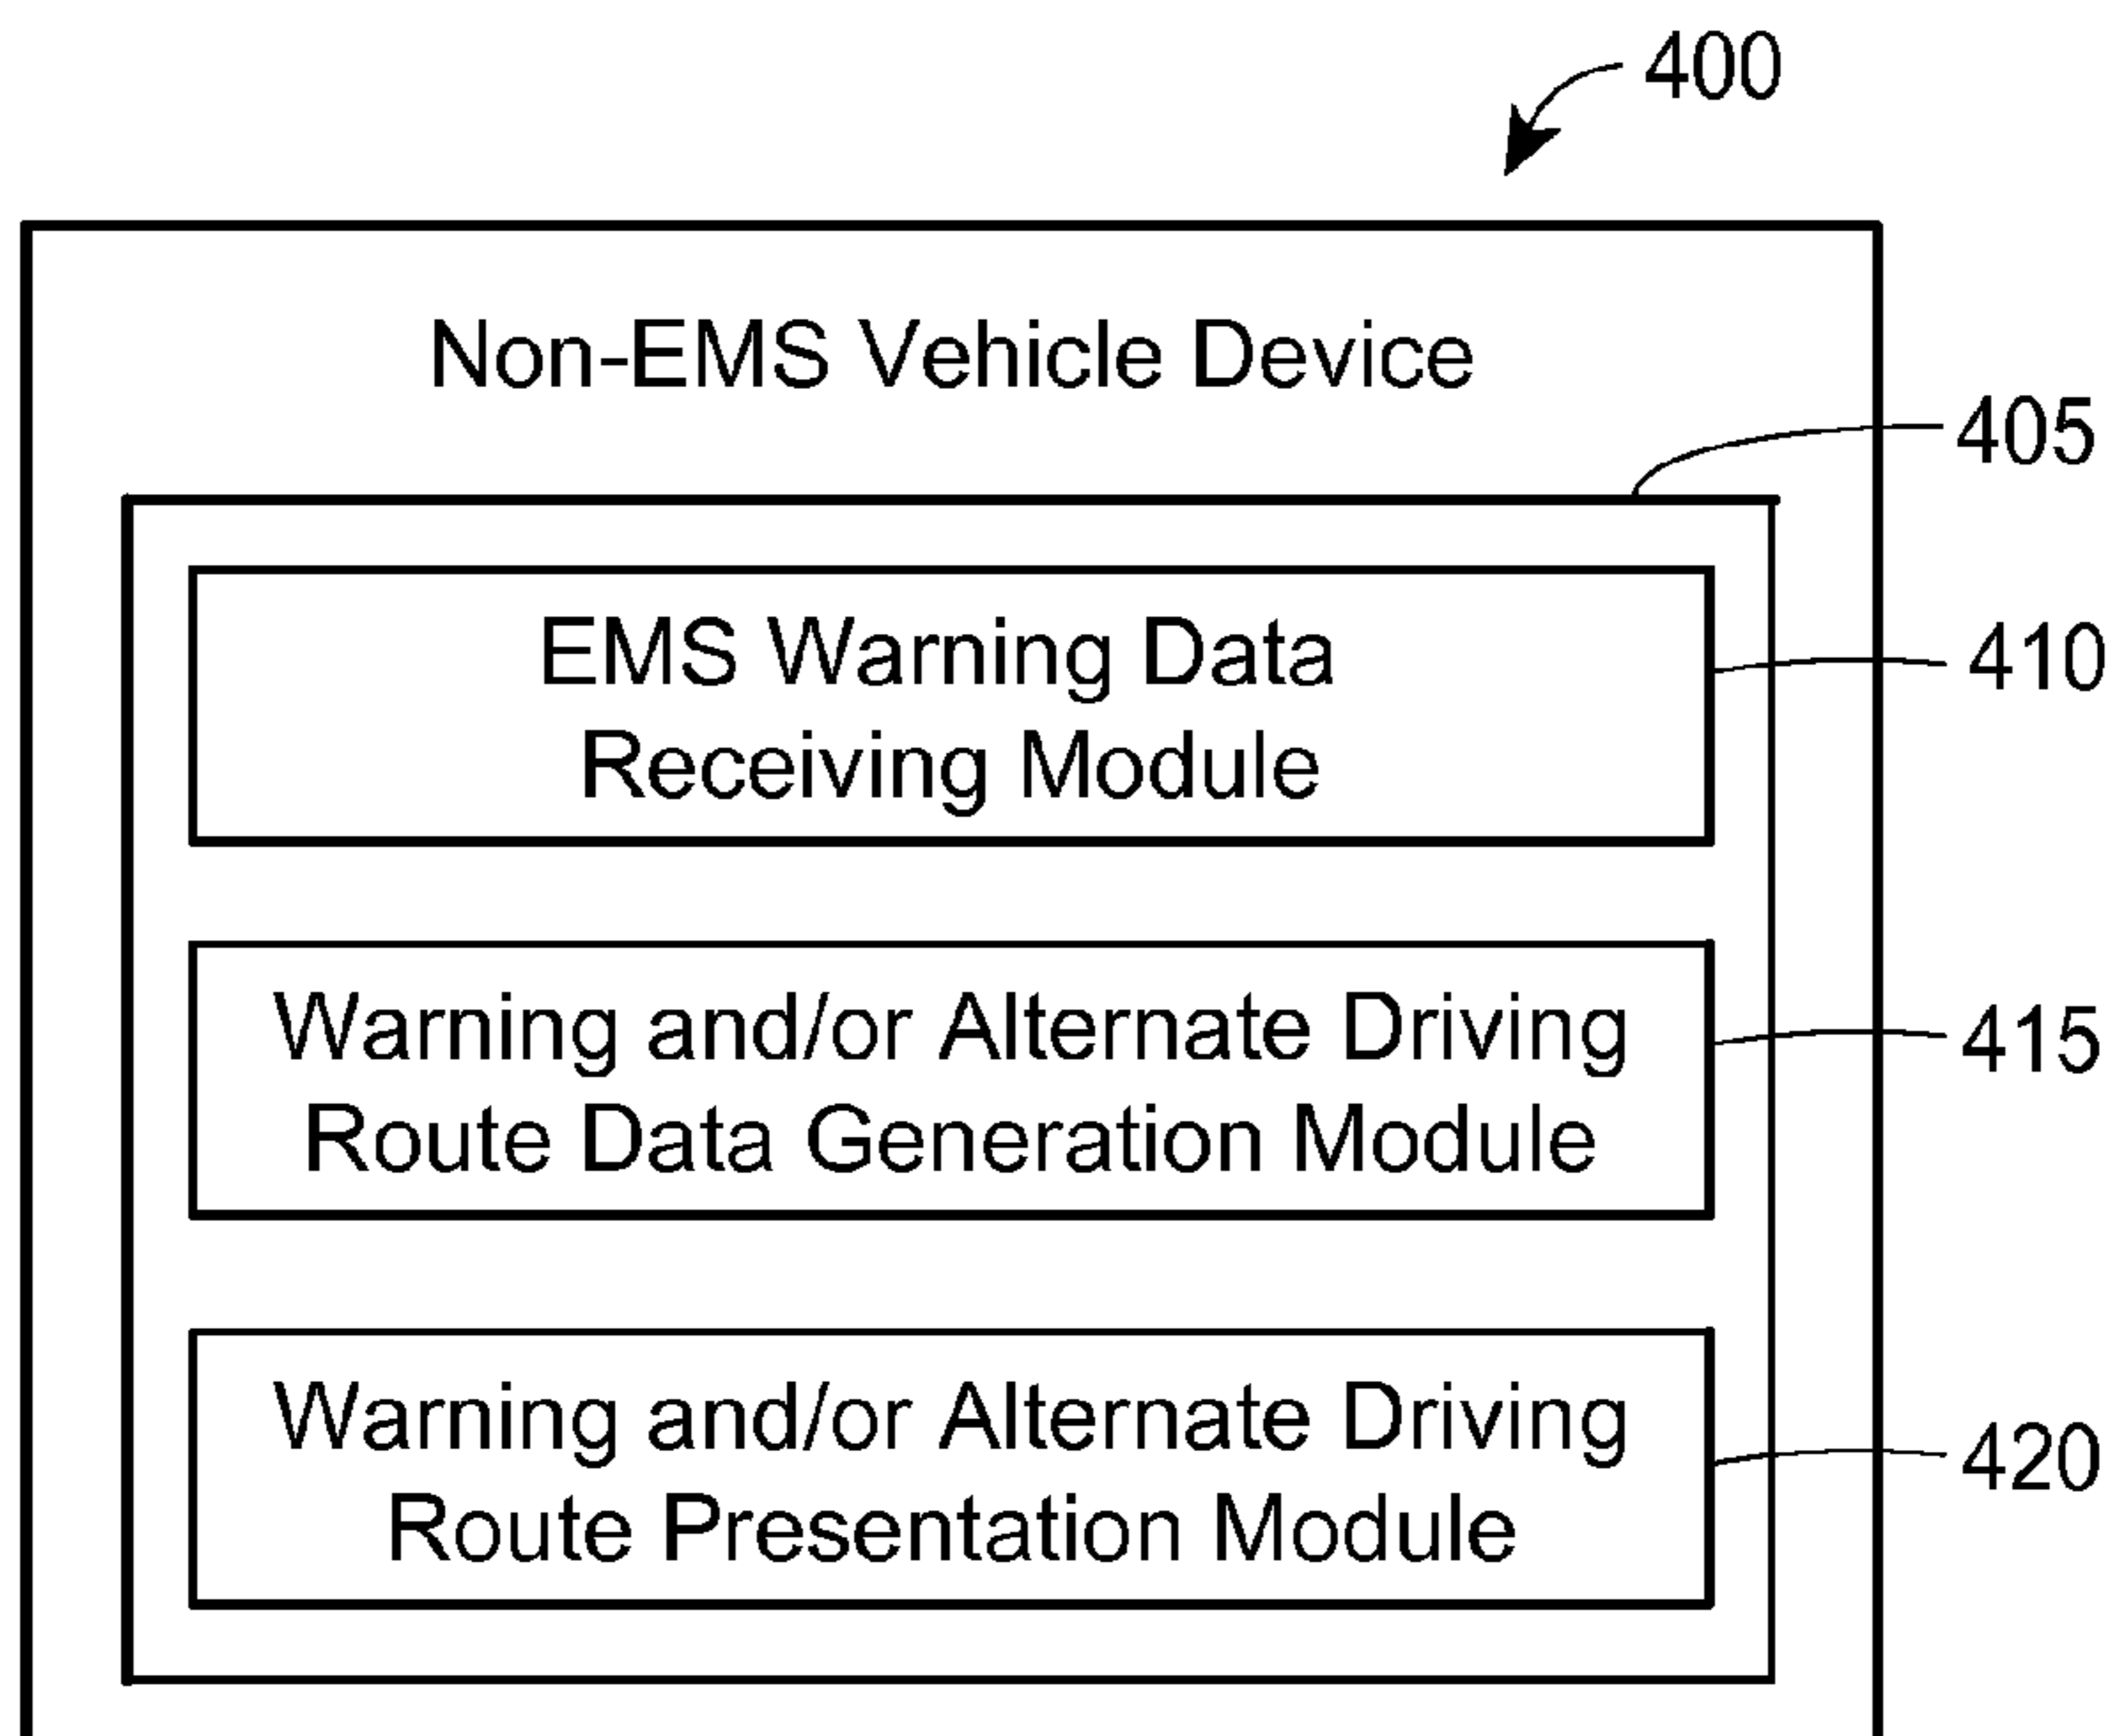 400
Non-EMS Vehicle Device
405
EMS Warning Data
Receiving Module
410
Warning and/or Alternate Driving
Route Data Generation Module
415
Warning and/or Alternate Driving
Route Presentation Module
420